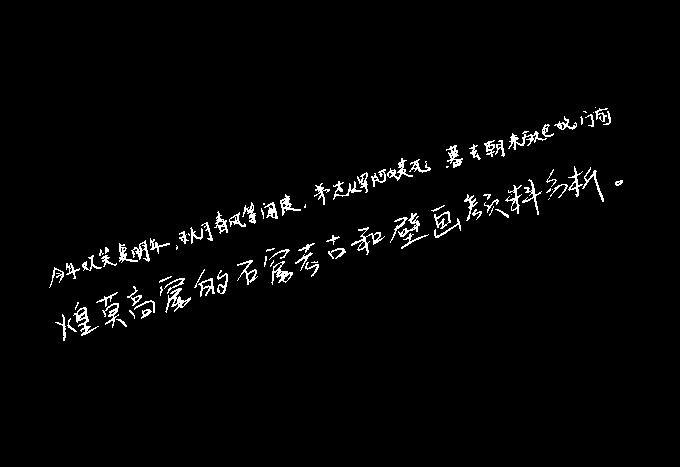 今年欢笑复明年，秋月春风等闲度，弟走从军阿姨死，暮去朝来颜色故。门前
煌莫高窟的石窟考古和壁画颜料分析。